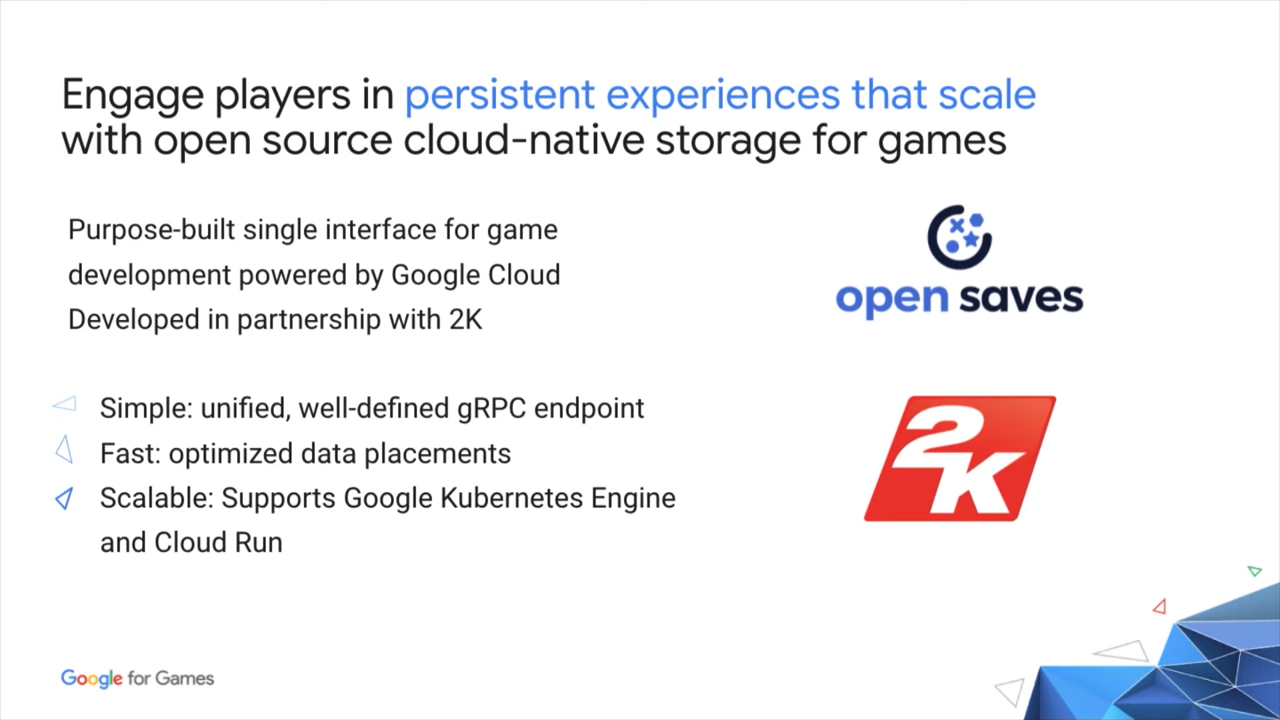 Engage players in persistent experiences that scale
with open source cloud-native storage for games
Purpose-built single interface for game
development powered by Google Cloud
Developed in partnership with 2K
Simple: unified, well-defined gRPC endpoint
Fast: optimized data placements
Scalable: Supports Google Kubernetes Engine
and Cloud Run
open saves
2K
Google for Games